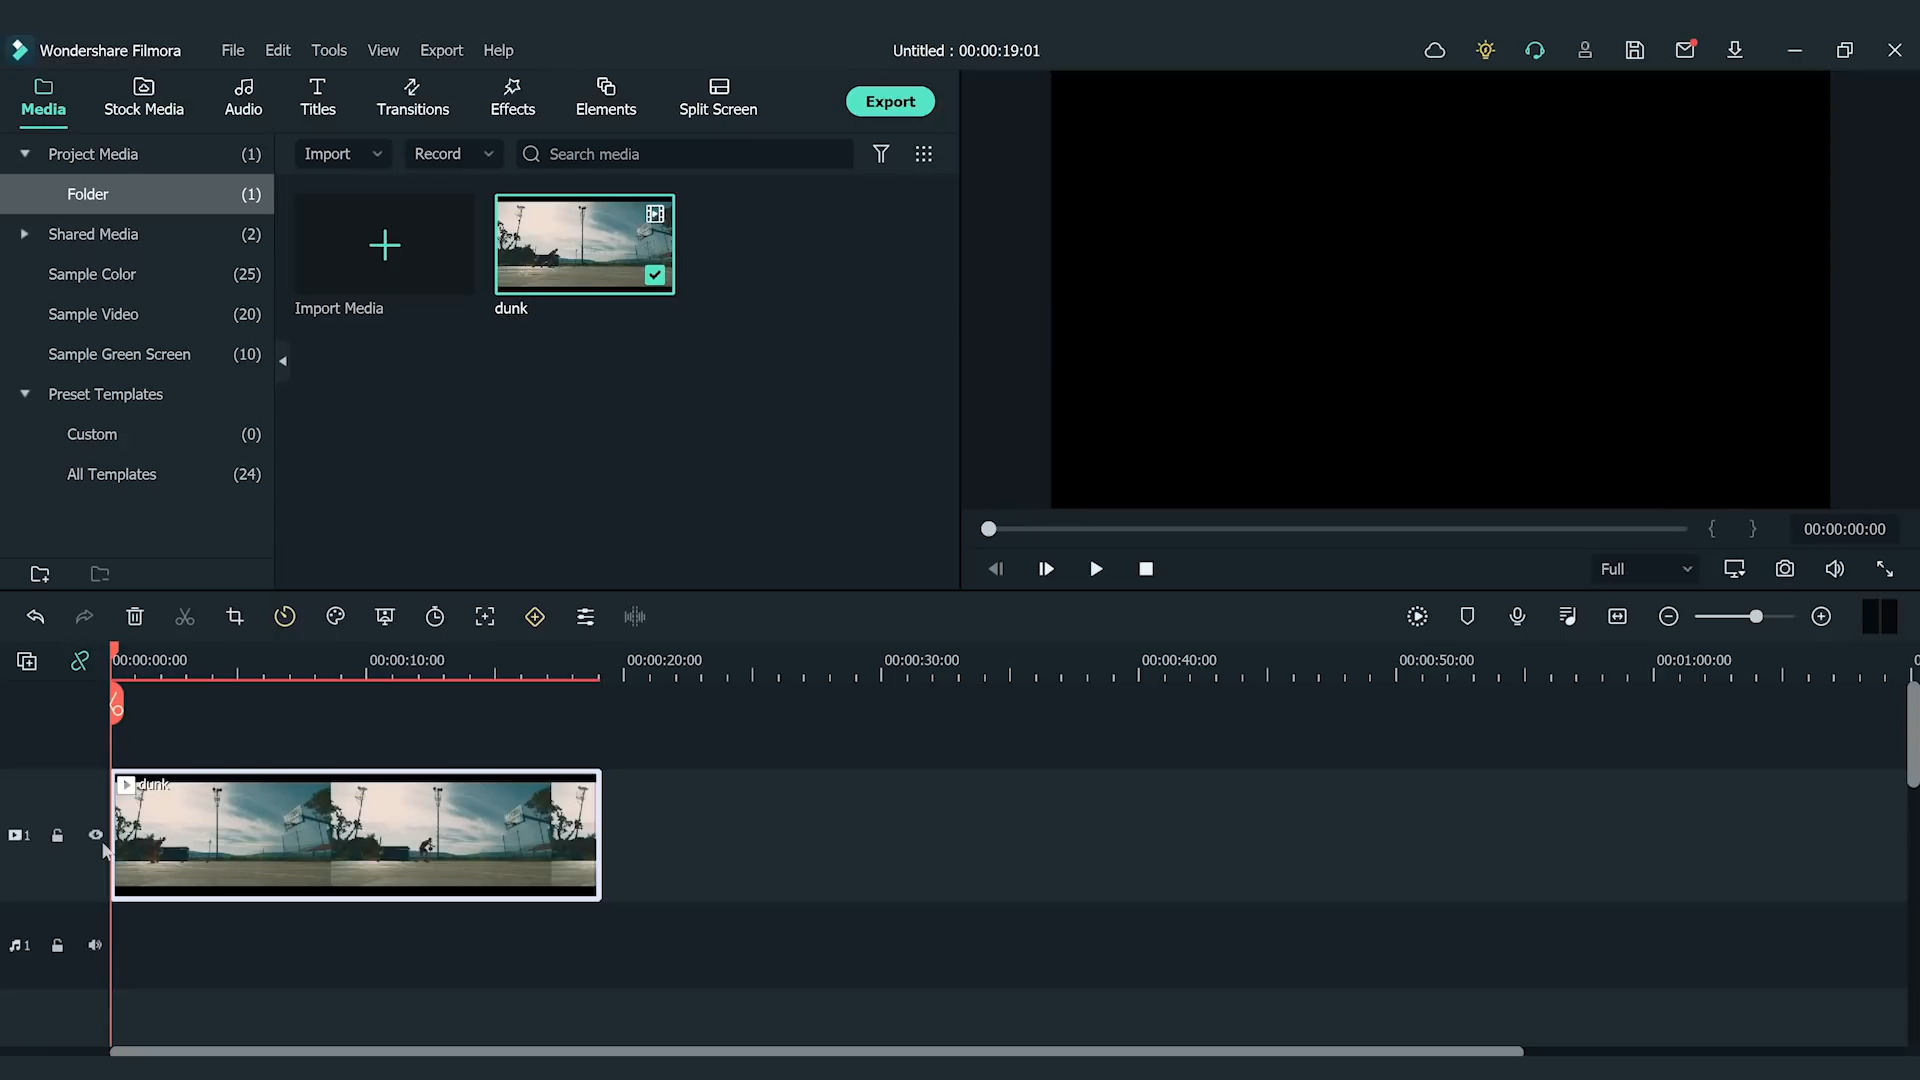 Wondershare Filmora File Edit Tools View Export Help Untitled : 00:00:19:01
Media Stock Media Audio Titles Transitions Effects Elements Split Screen Export
Project Media (1)
Folder (1)
Shared Media (2)
Sample Color (25)
Sample Video (20)
Sample Green Screen (10)
Preset Templates
Custom (0)
All Templates (24)
Import Record Search media
Import Media dunk
{ } 00:00:00:00
Full
00:00:00:00 00:00:10:00 00:00:20:00 00:00:30:00 00:00:40:00 00:00:50:00 00:01:00:00 0
dunk
1
1